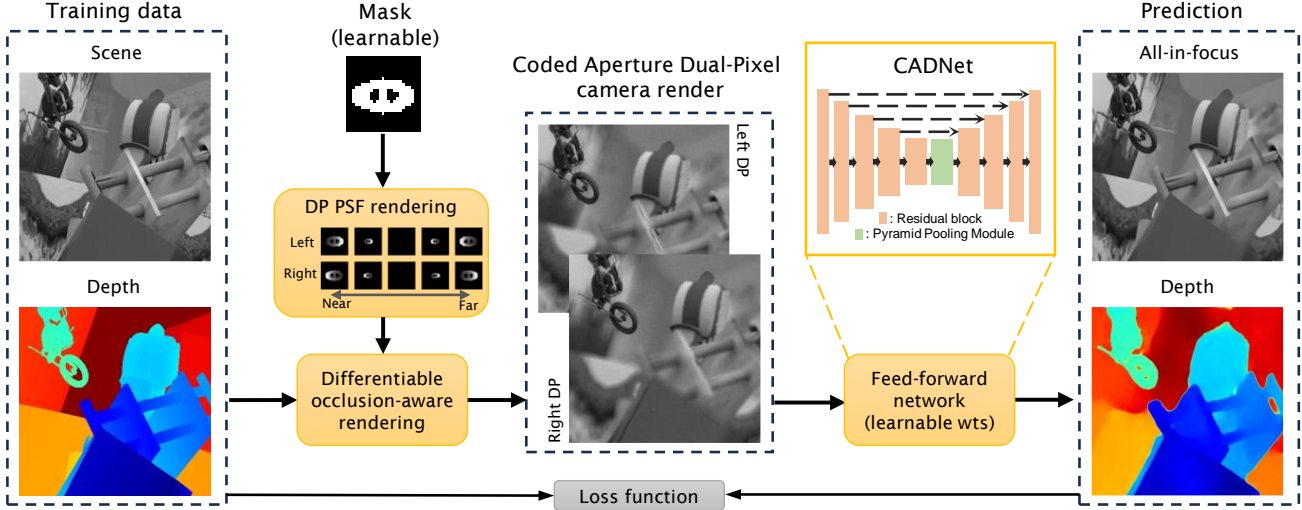 Training data
Scene
Depth
Mask
(learnable)
DP PSF rendering
Left
Right
Near
Far
Differentiable
occlusion-aware
rendering
Coded Aperture Dual-Pixel
camera render
Left DP
Right DP
CADNet
: Residual block
: Pyramid Pooling Module
Feed-forward
network
(learnable wts)
Prediction
All-in-focus
Depth
Loss function